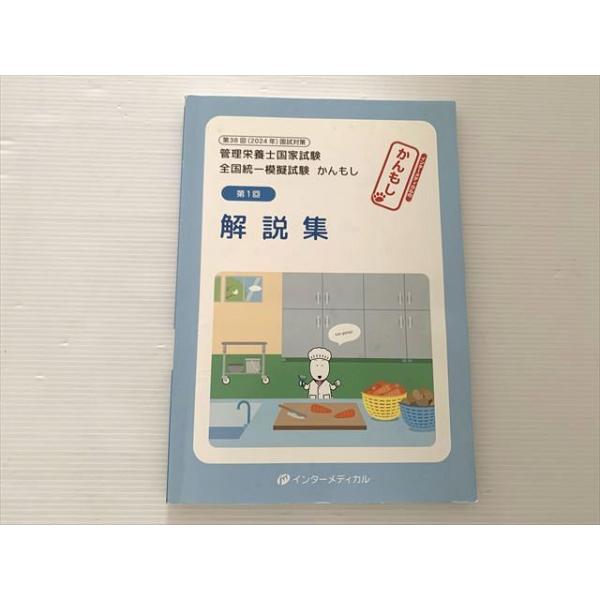 第38回（2024年）国試対策
管理栄養士国家試験
全国統一模擬試験 かんもし
かんもし
第1回
解説集
インターメディカル